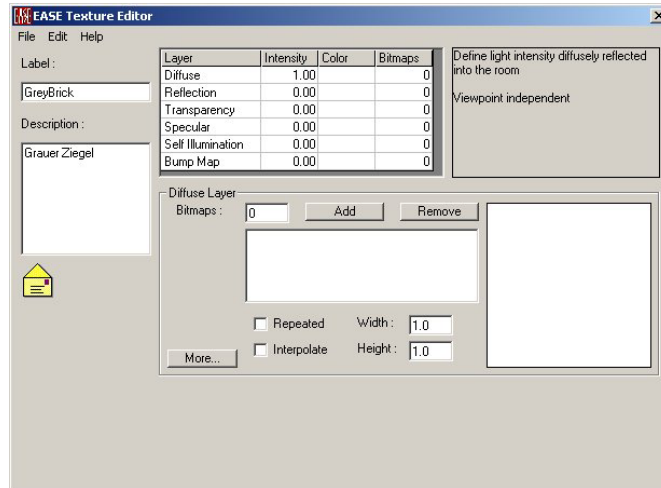 EASE EASE Texture Editor
File Edit Help
Label :
GreyBrick
Description :
Grauer Ziegel
Layer Intensity Color Bitmaps
Diffuse 1.00 0
Reflection 0.00 0
Transparency 0.00 0
Specular 0.00 0
Self Illumination 0.00 0
Bump Map 0.00 0
Define light intensity diffusely reflected
into the room
Viewpoint independent
Diffuse Layer
Bitmaps : 0 Add Remove
Repeated Width : 1.0
Interpolate Height : 1.0
More...